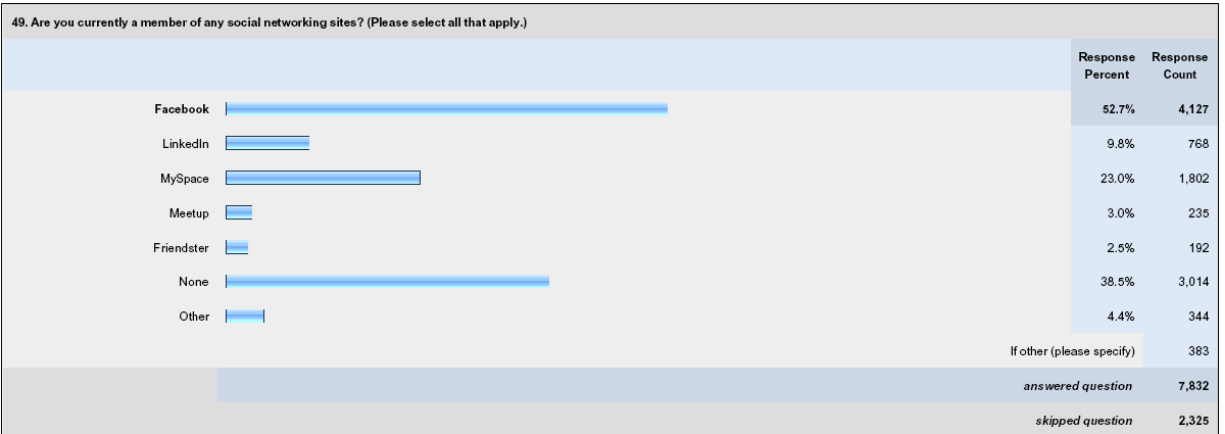 49. Are you currently a member of any social networking sites? (Please select all that apply.)
Response Percent Response Count
Facebook 52.7% 4,127
LinkedIn 9.8% 768
MySpace 23.0% 1,802
Meetup 3.0% 235
Friendster 2.5% 192
None 38.5% 3,014
Other 4.4% 344
If other (please specify) 383
answered question 7,832
skipped question 2,325